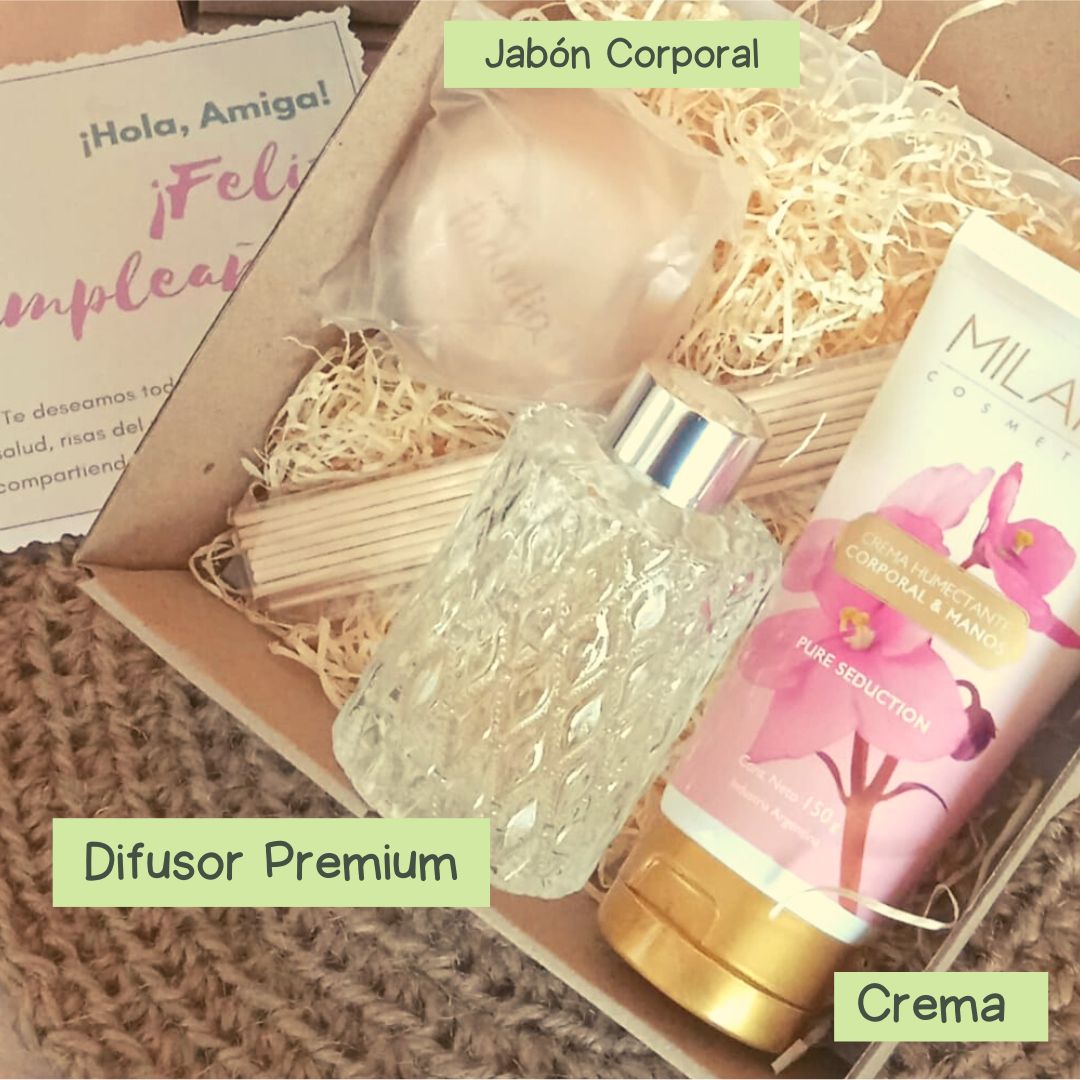 Jabón Corporal
¡Hola, Amiga!
¡Feli
mpleañ
Te deseamos tod
salud, risas del
compartiend
MILA
COSMET
CREMA HUMECTANTE
CORPORAL & MANOS
PURE SEDUCTION
Cont. Neto 150g
Industria Argentina
Difusor Premium
Crema